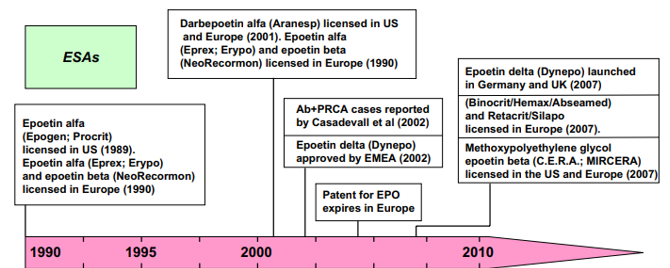 ESAs
Darbepoetin alfa (Aranesp) licensed in US
and Europe (2001). Epoetin alfa
(Eprex; Erypo) and epoetin beta
(NeoRecormon) licensed in Europe (1990)
Epoetin alfa
(Epogen; Procrit)
licensed in US (1989).
Epoetin alfa (Eprex; Erypo)
and epoetin beta (NeoRecormon)
licensed in Europe (1990)
Ab+PRCA cases reported
by Casadevall et al (2002)
Epoetin delta (Dynepo)
approved by EMEA (2002)
Patent for EPO
expires in Europe
Epoetin delta (Dynepo) launched
in Germany and UK (2007)
(Binocrit/Hemax/Abseamed)
and Retacrit/Silapo
licensed in Europe (2007).
Methoxypolyethylene glycol
epoetin beta (C.E.R.A.; MIRCERA)
licensed in the US and Europe (2007)
1990 1995 2000 2010